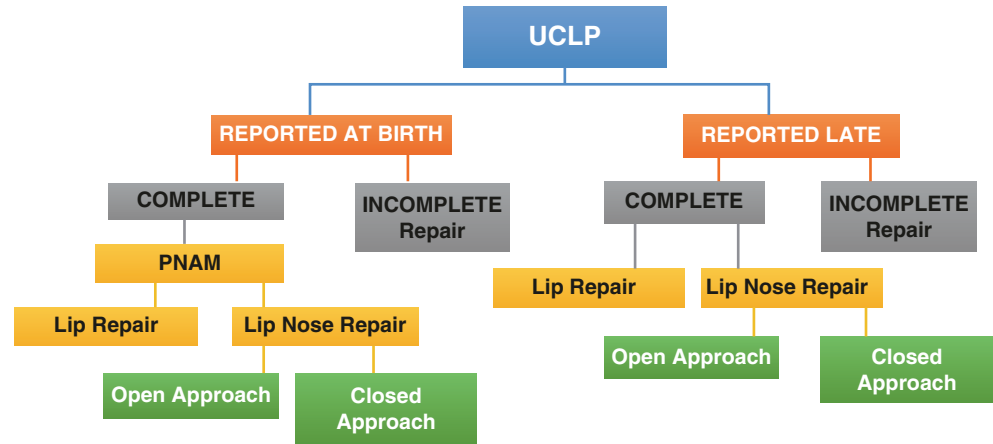 UCLP
REPORTED AT BIRTH
REPORTED LATE
COMPLETE
INCOMPLETE
Repair
COMPLETE
INCOMPLETE
Repair
PNAM
Lip Repair
Lip Nose Repair
Lip Repair
Lip Nose Repair
Open Approach
Closed
Approach
Open Approach
Closed
Approach